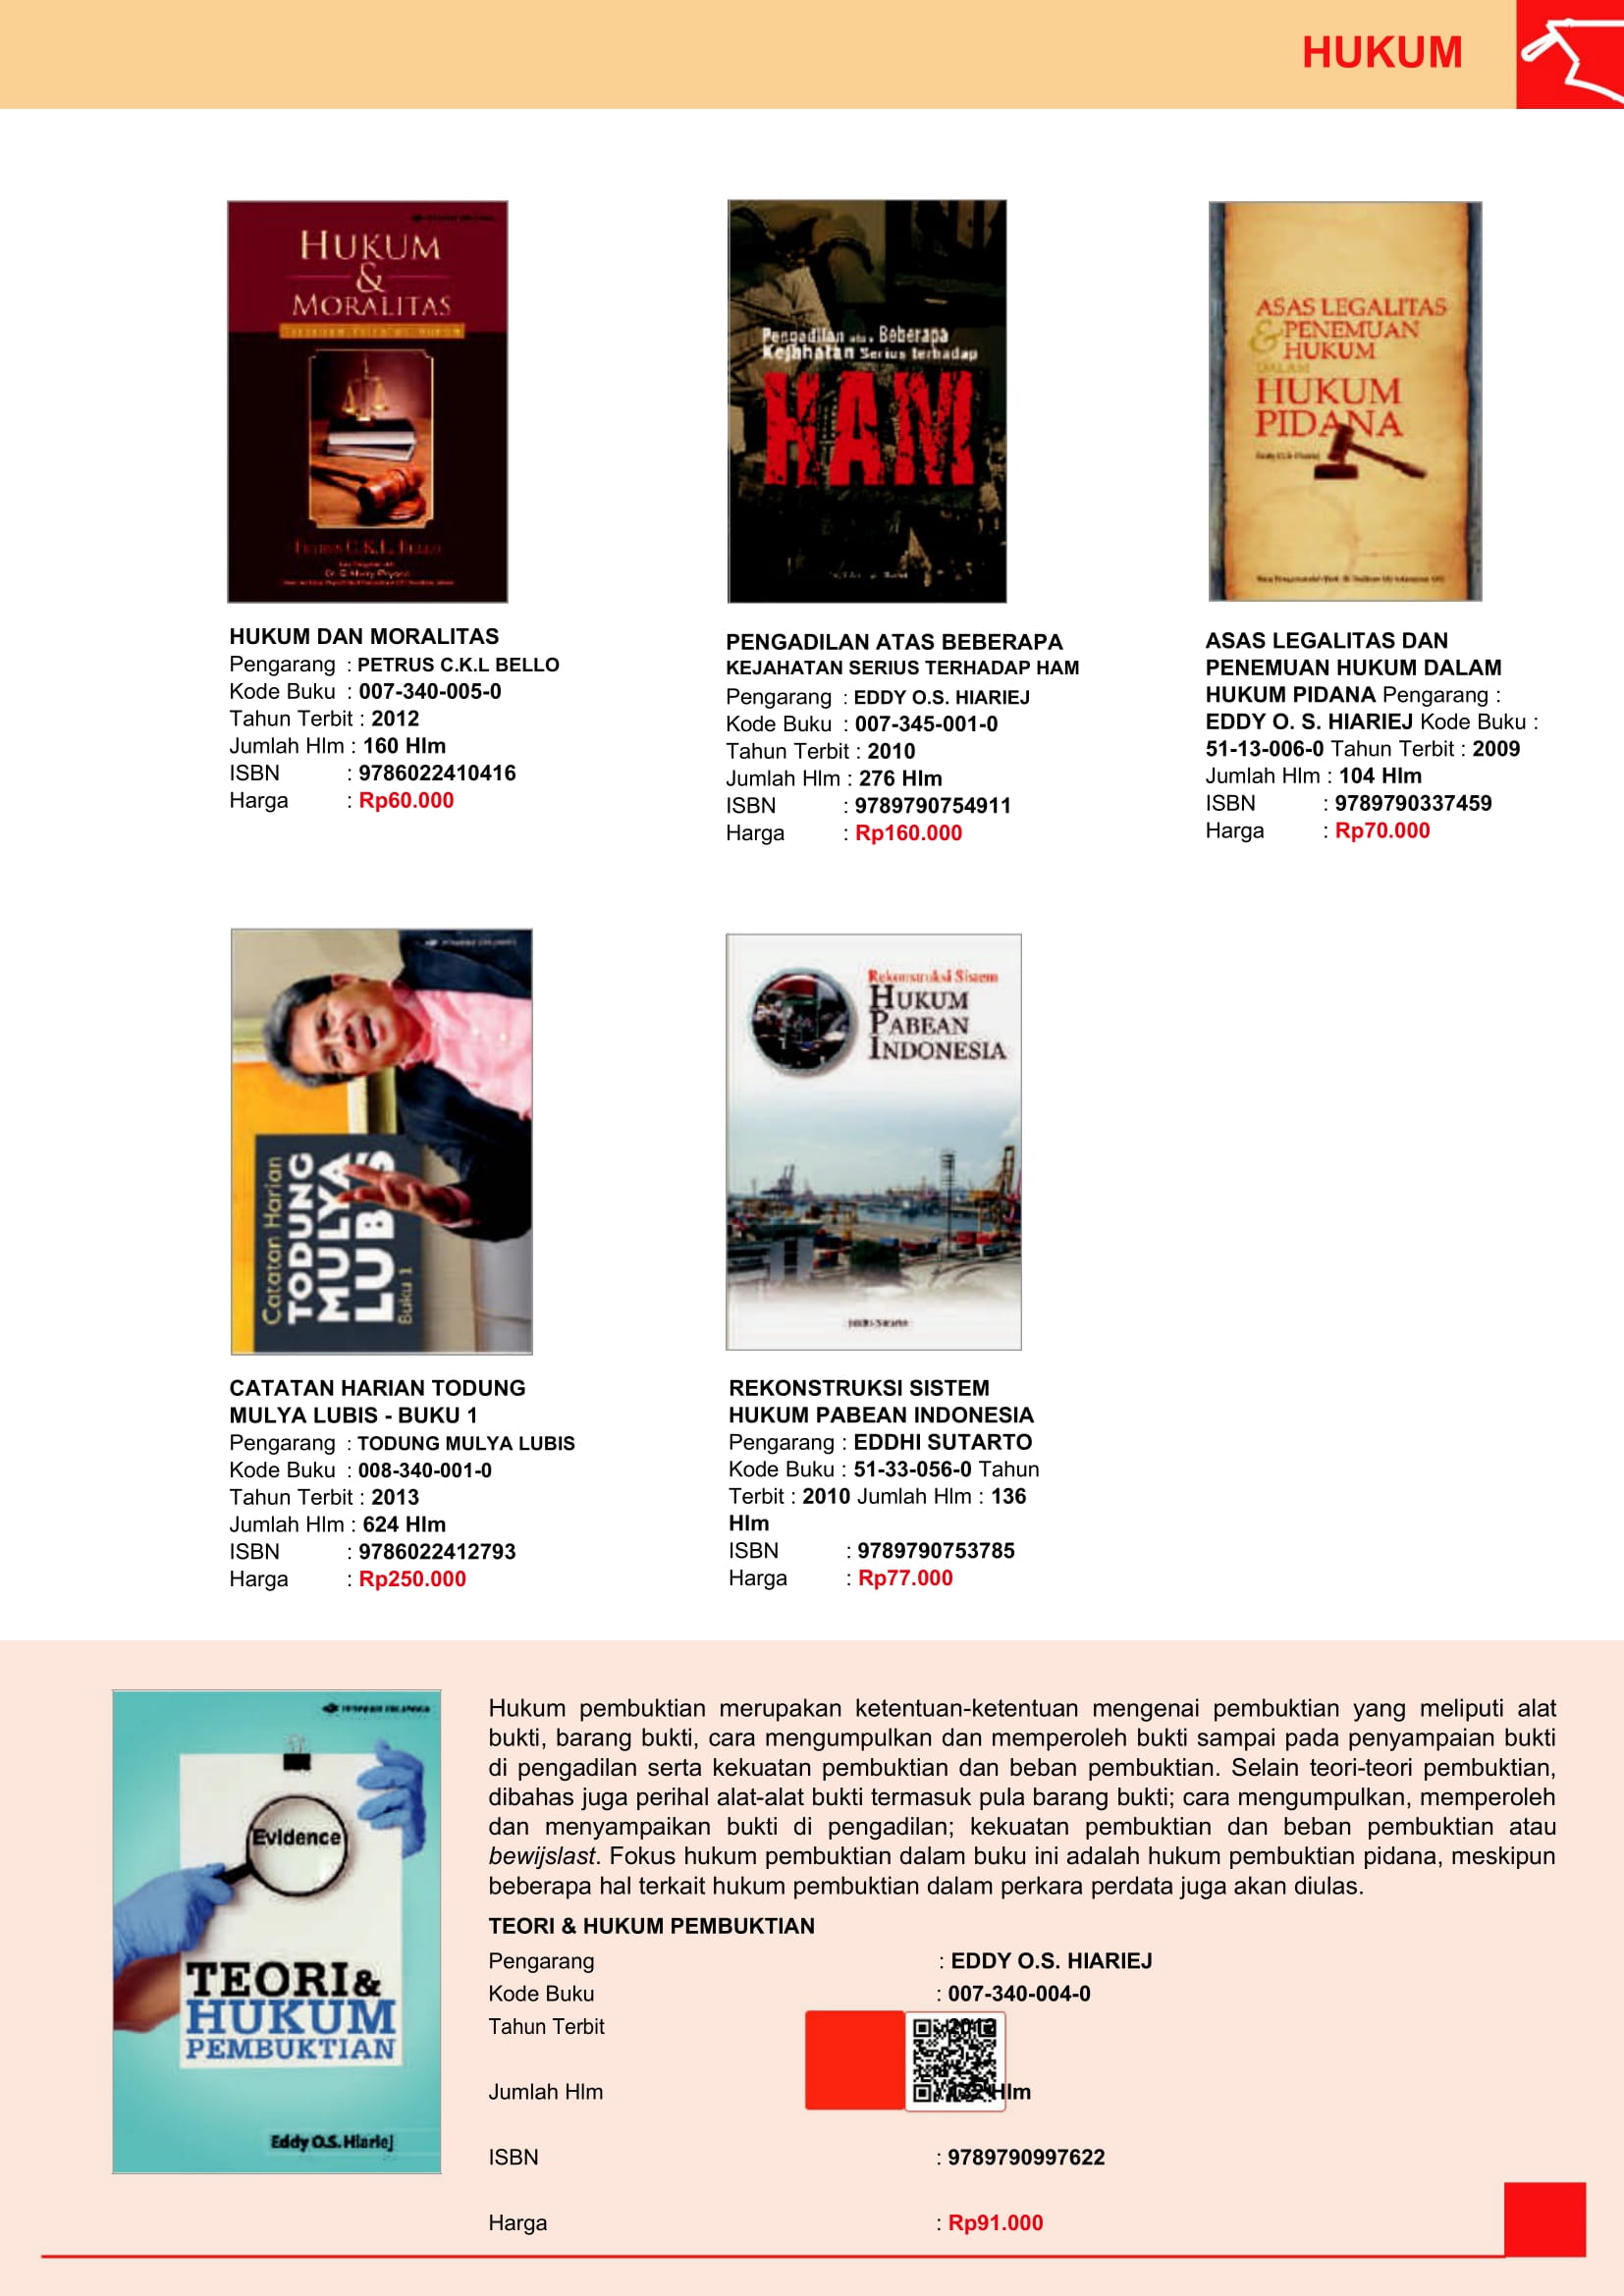 HUKUM
HUKUM
&
MORALITAS
PETRUS C.K.L. BELLO
Pengadilan atas Beberapa
Kejahatan Serius terhadap
HAM
ASAS LEGALITAS
& PENEMUAN
HUKUM
DALAM
HUKUM
PIDANA
HUKUM DAN MORALITAS
Pengarang : PETRUS C.K.L BELLO
Kode Buku : 007-340-005-0
Tahun Terbit : 2012
Jumlah Hlm : 160 Hlm
ISBN : 9786022410416
Harga : Rp60.000
PENGADILAN ATAS BEBERAPA
KEJAHATAN SERIUS TERHADAP HAM
Pengarang : EDDY O.S. HIARIEJ
Kode Buku : 007-345-001-0
Tahun Terbit : 2010
Jumlah Hlm : 276 Hlm
ISBN : 9789790754911
Harga : Rp160.000
ASAS LEGALITAS DAN
PENEMUAN HUKUM DALAM
HUKUM PIDANA Pengarang :
EDDY O. S. HIARIEJ Kode Buku :
51-13-006-0 Tahun Terbit : 2009
Jumlah Hlm : 104 Hlm
ISBN : 9789790337459
Harga : Rp70.000
Catatan Harian
TODUNG
MULYA
LUBIS
Buku 1
Rekonstruksi Sistem
HUKUM
PABEAN
INDONESIA
CATATAN HARIAN TODUNG
MULYA LUBIS - BUKU 1
Pengarang : TODUNG MULYA LUBIS
Kode Buku : 008-340-001-0
Tahun Terbit : 2013
Jumlah Hlm : 624 Hlm
ISBN : 9786022412793
Harga : Rp250.000
REKONSTRUKSI SISTEM
HUKUM PABEAN INDONESIA
Pengarang : EDDHI SUTARTO
Kode Buku : 51-33-056-0 Tahun
Terbit : 2010 Jumlah Hlm : 136
Hlm
ISBN : 9789790753785
Harga : Rp77.000
Evidence
TEORI &
HUKUM
PEMBUKTIAN
Eddy O.S. Hiariej
Hukum pembuktian merupakan ketentuan-ketentuan mengenai pembuktian yang meliputi alat
bukti, barang bukti, cara mengumpulkan dan memperoleh bukti sampai pada penyampaian bukti
di pengadilan serta kekuatan pembuktian dan beban pembuktian. Selain teori-teori pembuktian,
dibahas juga perihal alat-alat bukti termasuk pula barang bukti; cara mengumpulkan, memperoleh
dan menyampaikan bukti di pengadilan; kekuatan pembuktian dan beban pembuktian atau
bewijslast. Fokus hukum pembuktian dalam buku ini adalah hukum pembuktian pidana, meskipun
beberapa hal terkait hukum pembuktian dalam perkara perdata juga akan diulas.
TEORI & HUKUM PEMBUKTIAN
Pengarang : EDDY O.S. HIARIEJ
Kode Buku : 007-340-004-0
Tahun Terbit : 2012
Jumlah Hlm : Hlm
ISBN : 9789790997622
Harga : Rp91.000